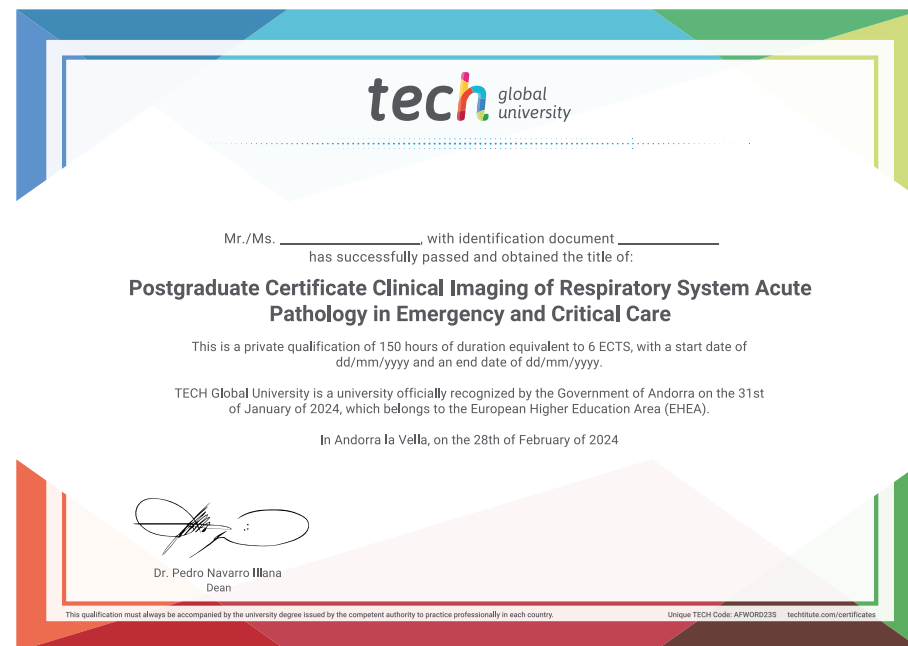 tech global university
Mr./Ms. ____________, with identification document ____________
has successfully passed and obtained the title of:
Postgraduate Certificate Clinical Imaging of Respiratory System Acute
Pathology in Emergency and Critical Care
This is a private qualification of 150 hours of duration equivalent to 6 ECTS, with a start date of
dd/mm/yyyy and an end date of dd/mm/yyyy.
TECH Global University is a university officially recognized by the Government of Andorra on the 31st
of January of 2024, which belongs to the European Higher Education Area (EHEA).
In Andorra la Vella, on the 28th of February of 2024
Dr. Pedro Navarro Illana
Dean
This qualification must always be accompanied by the university degree issued by the competent authority to practice professionally in each country. Unique TECH Code: AFWORD23S techtitute.com/certificates